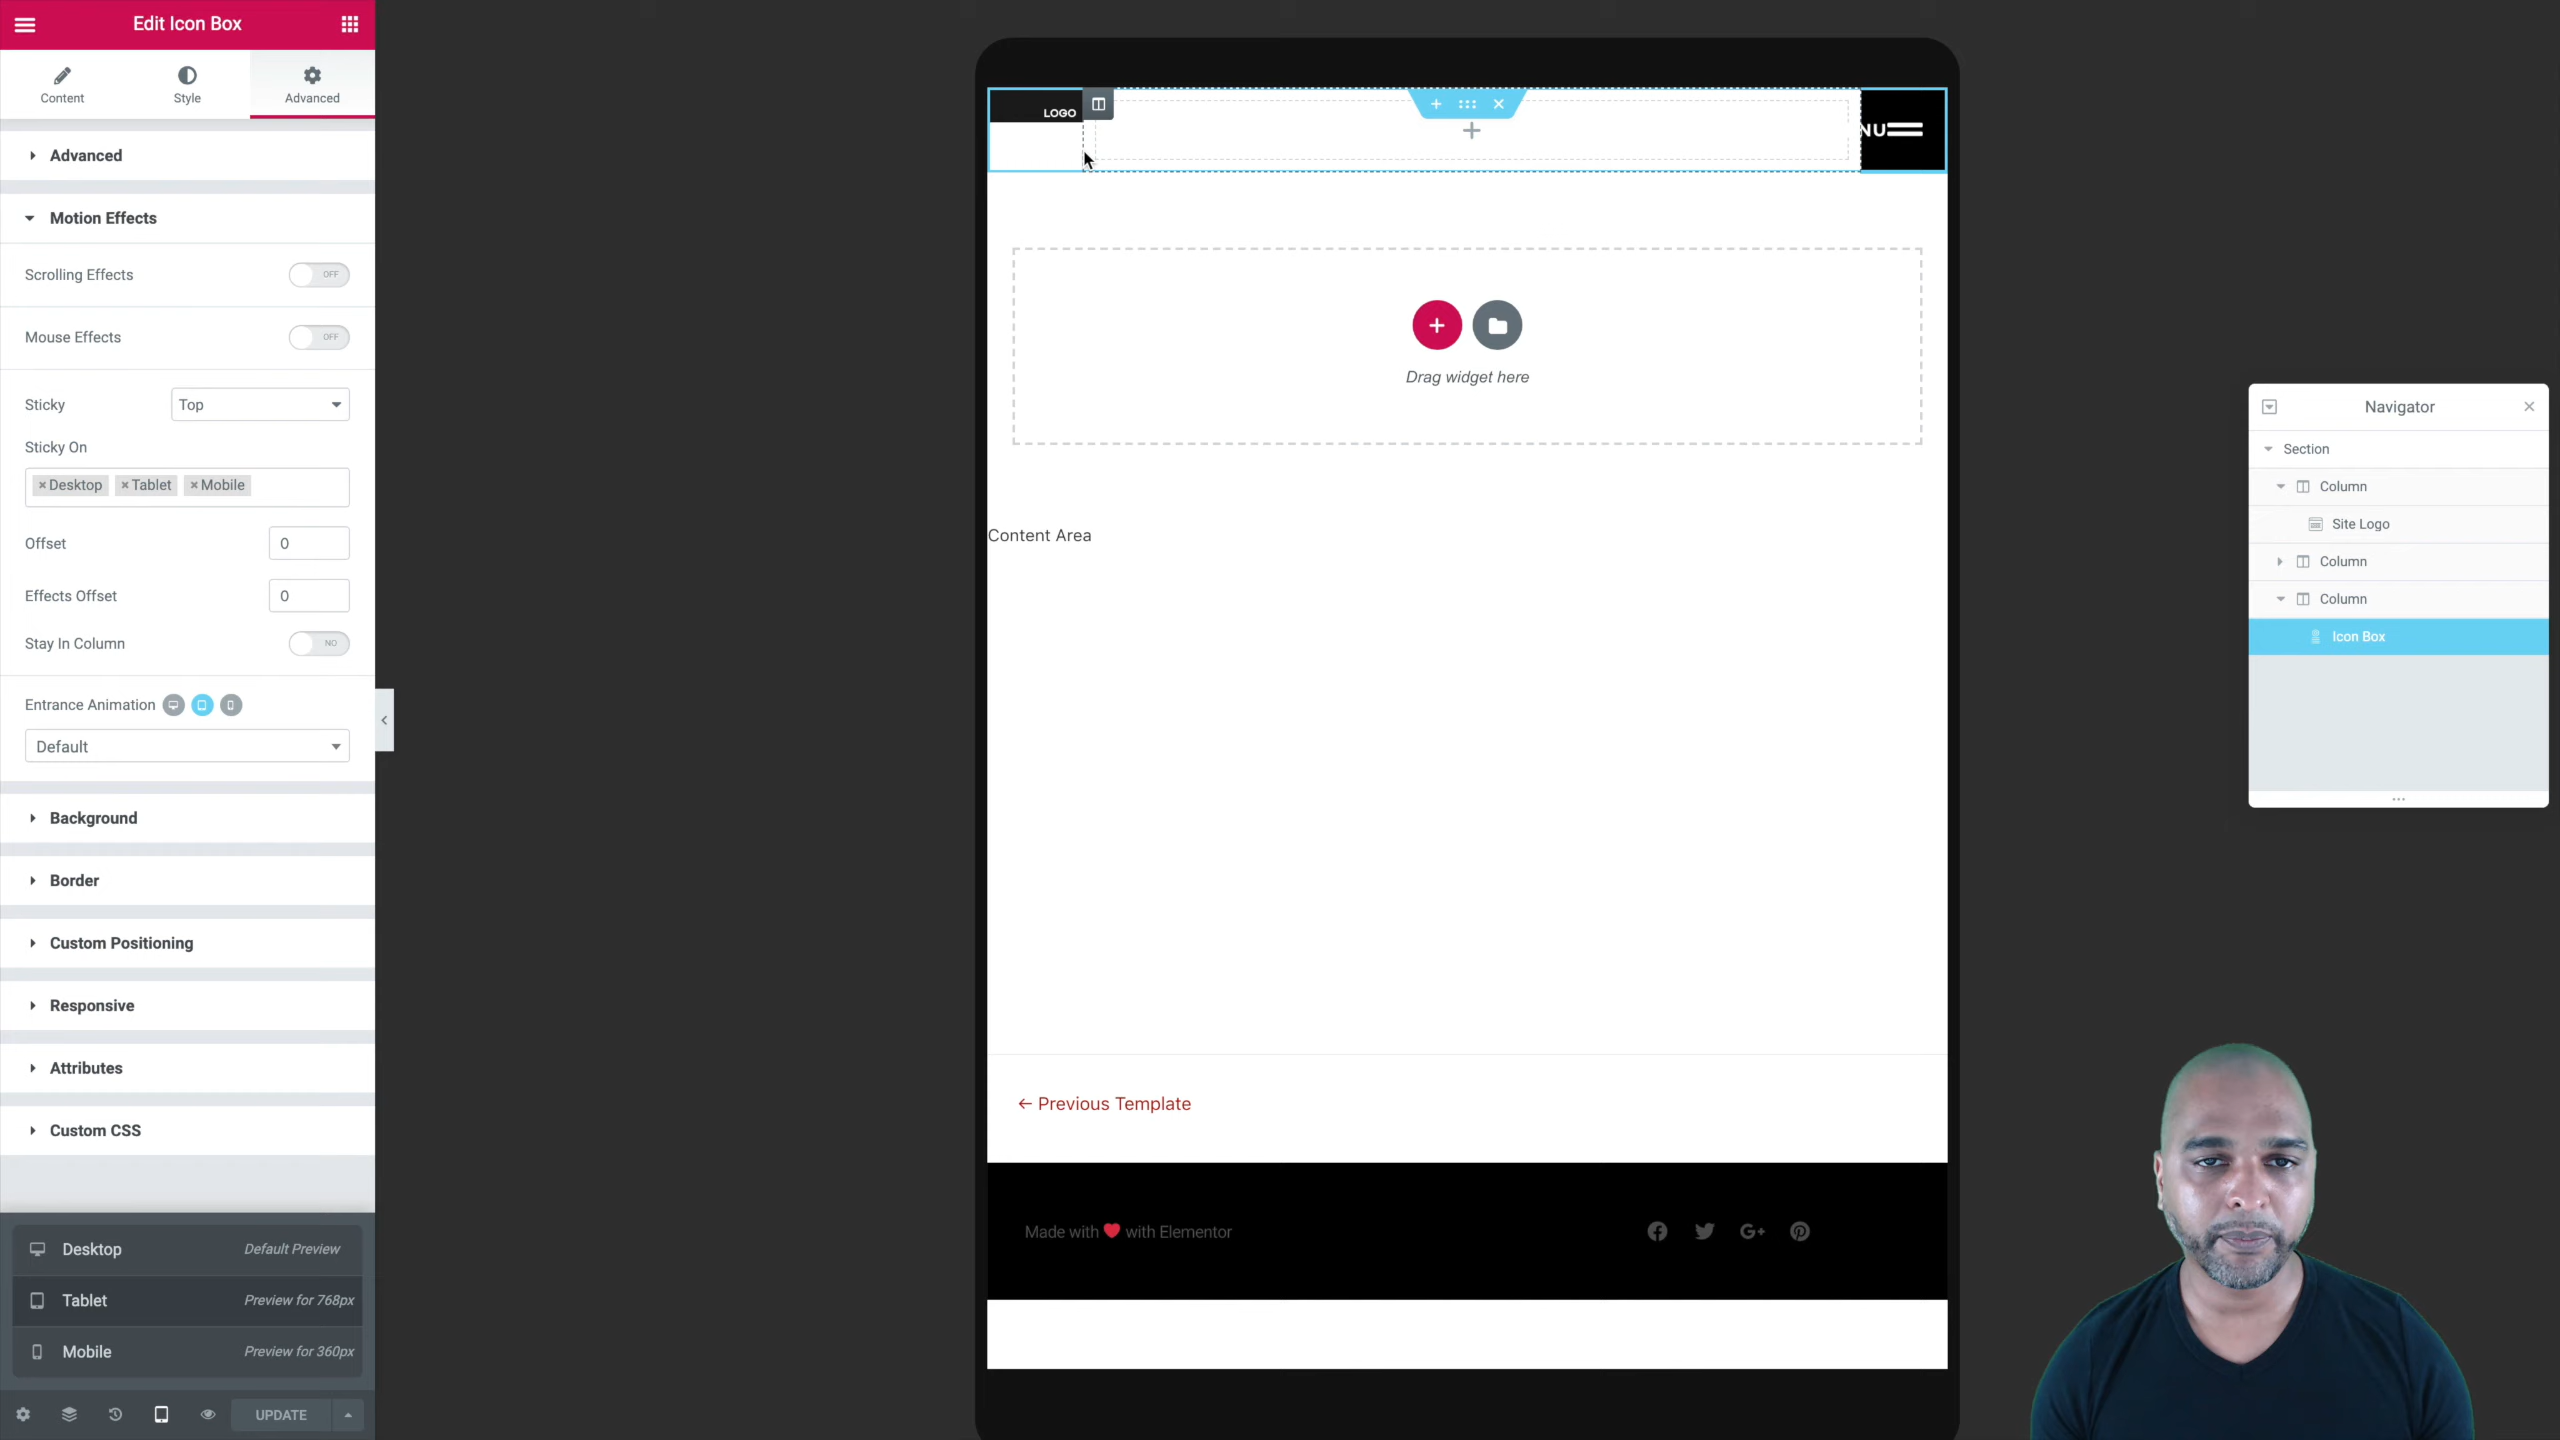 Edit Icon Box
Content
Style
Advanced
Advanced
Motion Effects
Scrolling Effects
OFF
Mouse Effects
OFF
Sticky
Top
Sticky On
×Desktop ×Tablet ×Mobile
Offset
0
Effects Offset
0
Stay In Column
NO
Entrance Animation
Default
Background
Border
Custom Positioning
Responsive
Attributes
Custom CSS
Desktop Default Preview
Tablet Preview for 768px
Mobile Preview for 360px
UPDATE
LOGO
NU
Drag widget here
Content Area
← Previous Template
Made with ❤ with Elementor
Navigator
Section
Column
Site Logo
Column
Column
Icon Box